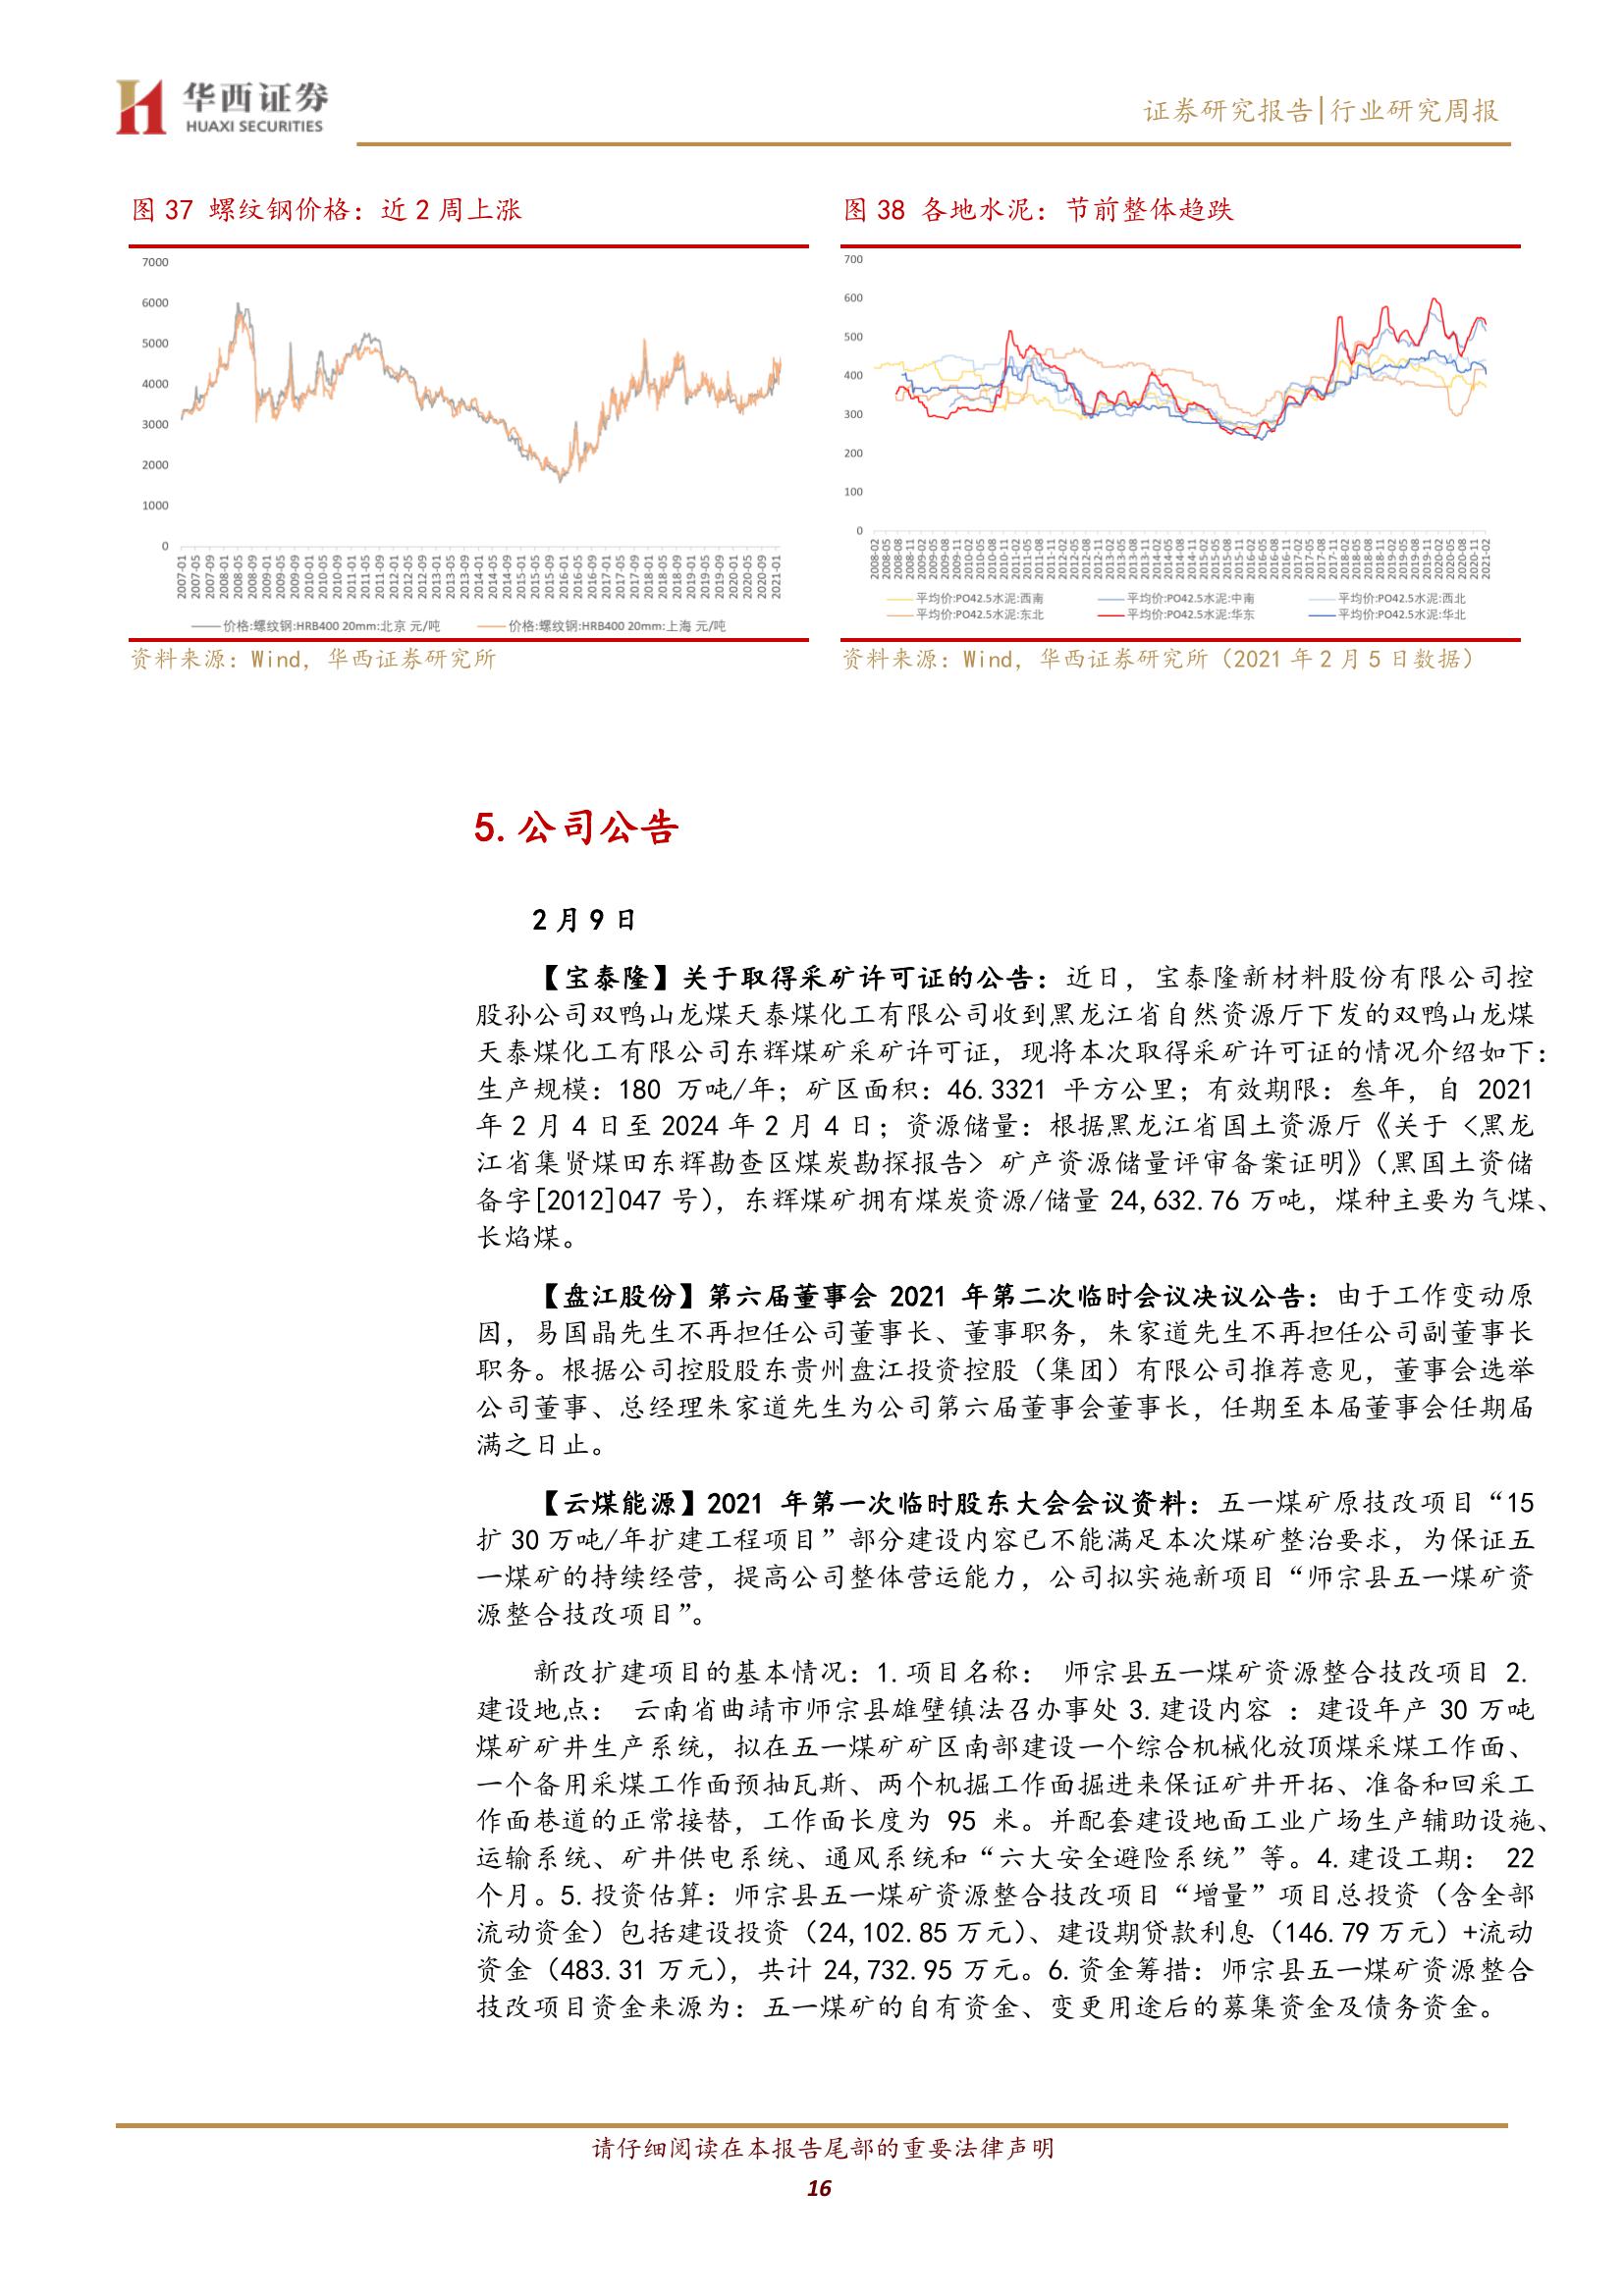 华西证券
HUAXI SECURITIES
证券研究报告|行业研究周报
图 37 螺纹钢价格：近 2 周上涨
7000
6000
5000
4000
3000
2000
1000
0
2007-01 2007-05 2007-09 2008-01 2008-05 2008-09 2009-01 2009-05 2009-09 2010-01 2010-05 2010-09 2011-01 2011-05 2011-09 2012-01 2012-05 2012-09 2013-01 2013-05 2013-09 2014-01 2014-05 2014-09 2015-01 2015-05 2015-09 2016-01 2016-05 2016-09 2017-01 2017-05 2017-09 2018-01 2018-05 2018-09 2019-01 2019-05 2019-09 2020-01 2020-05 2020-09 2021-01
价格:螺纹钢:HRB400 20mm:北京 元/吨 价格:螺纹钢:HRB400 20mm:上海 元/吨
资料来源：Wind，华西证券研究所
图 38 各地水泥：节前整体趋跌
700
600
500
400
300
200
100
0
2008-02 2008-05 2008-08 2008-11 2009-02 2009-05 2009-08 2009-11 2010-02 2010-05 2010-08 2010-11 2011-02 2011-05 2011-08 2011-11 2012-02 2012-05 2012-08 2012-11 2013-02 2013-05 2013-08 2013-11 2014-02 2014-05 2014-08 2014-11 2015-02 2015-05 2015-08 2015-11 2016-02 2016-05 2016-08 2016-11 2017-02 2017-05 2017-08 2017-11 2018-02 2018-05 2018-08 2018-11 2019-02 2019-05 2019-08 2019-11 2020-02 2020-05 2020-08 2020-11 2021-02
平均价:PO42.5水泥:西南 平均价:PO42.5水泥:中南 平均价:PO42.5水泥:西北
平均价:PO42.5水泥:东北 平均价:PO42.5水泥:华东 平均价:PO42.5水泥:华北
资料来源：Wind，华西证券研究所（2021 年 2 月 5 日数据）
5.公司公告
2 月 9 日
【宝泰隆】关于取得采矿许可证的公告：近日，宝泰隆新材料股份有限公司控
股孙公司双鸭山龙煤天泰煤化工有限公司收到黑龙江省自然资源厅下发的双鸭山龙煤
天泰煤化工有限公司东辉煤矿采矿许可证，现将本次取得采矿许可证的情况介绍如下：
生产规模：180 万吨/年；矿区面积：46.3321 平方公里；有效期限：叁年，自 2021
年 2 月 4 日至 2024 年 2 月 4 日；资源储量：根据黑龙江省国土资源厅《关于 <黑龙
江省集贤煤田东辉勘查区煤炭勘探报告> 矿产资源储量评审备案证明》（黑国土资储
备字[2012]047 号），东辉煤矿拥有煤炭资源/储量 24,632.76 万吨，煤种主要为气煤、
长焰煤。
【盘江股份】第六届董事会 2021 年第二次临时会议决议公告：由于工作变动原
因，易国晶先生不再担任公司董事长、董事职务，朱家道先生不再担任公司副董事长
职务。根据公司控股股东贵州盘江投资控股（集团）有限公司推荐意见，董事会选举
公司董事、总经理朱家道先生为公司第六届董事会董事长，任期至本届董事会任期届
满之日止。
【云煤能源】2021 年第一次临时股东大会会议资料：五一煤矿原技改项目“15
扩 30 万吨/年扩建工程项目”部分建设内容已不能满足本次煤矿整治要求，为保证五
一煤矿的持续经营，提高公司整体营运能力，公司拟实施新项目“师宗县五一煤矿资
源整合技改项目”。
新改扩建项目的基本情况：1.项目名称： 师宗县五一煤矿资源整合技改项目 2.
建设地点： 云南省曲靖市师宗县雄壁镇法召办事处 3.建设内容 ：建设年产 30 万吨
煤矿矿井生产系统，拟在五一煤矿矿区南部建设一个综合机械化放顶煤采煤工作面、
一个备用采煤工作面预抽瓦斯、两个机掘工作面掘进来保证矿井开拓、准备和回采工
作面巷道的正常接替，工作面长度为 95 米。并配套建设地面工业广场生产辅助设施、
运输系统、矿井供电系统、通风系统和“六大安全避险系统”等。4.建设工期： 22
个月。5.投资估算：师宗县五一煤矿资源整合技改项目“增量”项目总投资（含全部
流动资金）包括建设投资（24,102.85 万元）、建设期贷款利息（146.79 万元）+流动
资金（483.31 万元），共计 24,732.95 万元。6.资金筹措：师宗县五一煤矿资源整合
技改项目资金来源为：五一煤矿的自有资金、变更用途后的募集资金及债务资金。
请仔细阅读在本报告尾部的重要法律声明
16